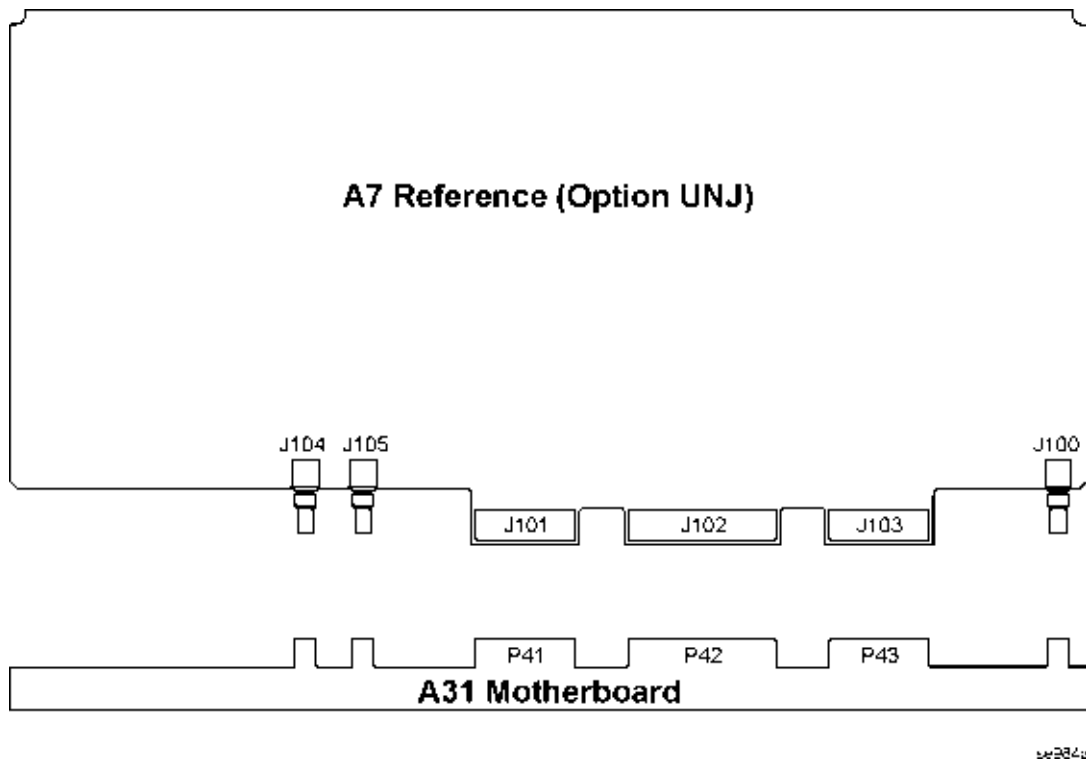 A7 Reference (Option UNJ)
J104 J105 J100
J101 J102 J103
P41 P42 P43
A31 Motherboard